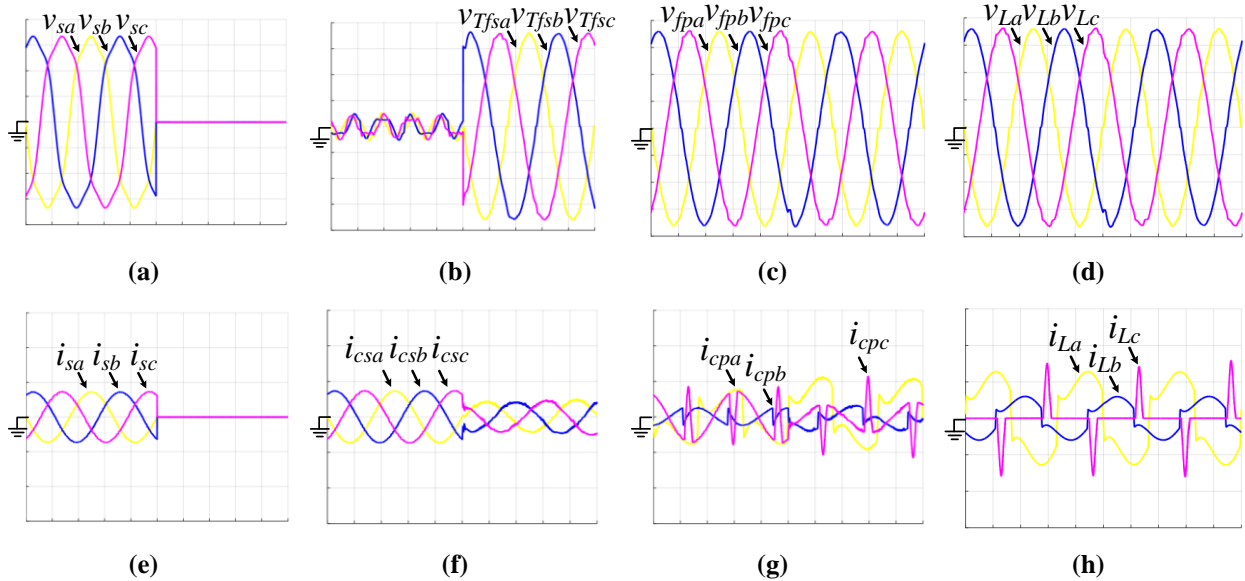 v_sa v_sb v_sc
v_Tfsa v_Tfsb v_Tfsc
v_fpa v_fpb v_fpc
v_La v_Lb v_Lc
(a) (b) (c) (d)
i_sa i_sb i_sc
i_csa i_csb i_csc
i_cpa i_cpb i_cpc
i_La i_Lb i_Lc
(e) (f) (g) (h)